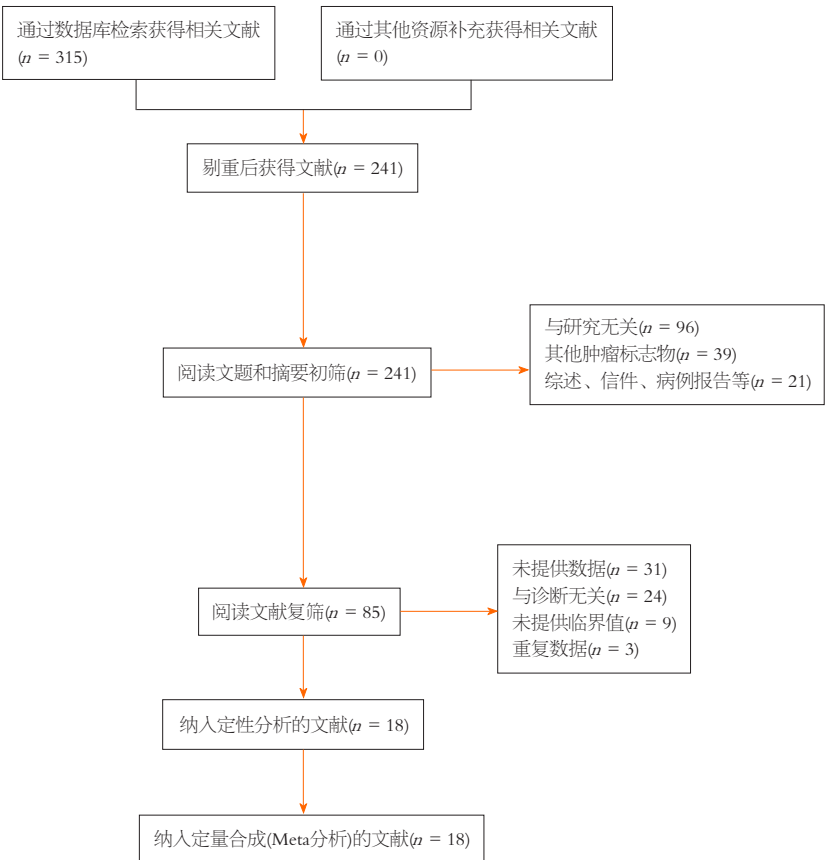 通过数据库检索获得相关文献
(n = 315)
通过其他资源补充获得相关文献
(n = 0)
剔重后获得文献(n = 241)
阅读文题和摘要初筛(n = 241)
与研究无关(n = 96)
其他肿瘤标志物(n = 39)
综述、信件、病例报告等(n = 21)
阅读文献复筛(n = 85)
未提供数据(n = 31)
与诊断无关(n = 24)
未提供临界值(n = 9)
重复数据(n = 3)
纳入定性分析的文献(n = 18)
纳入定量合成(Meta分析)的文献(n = 18)